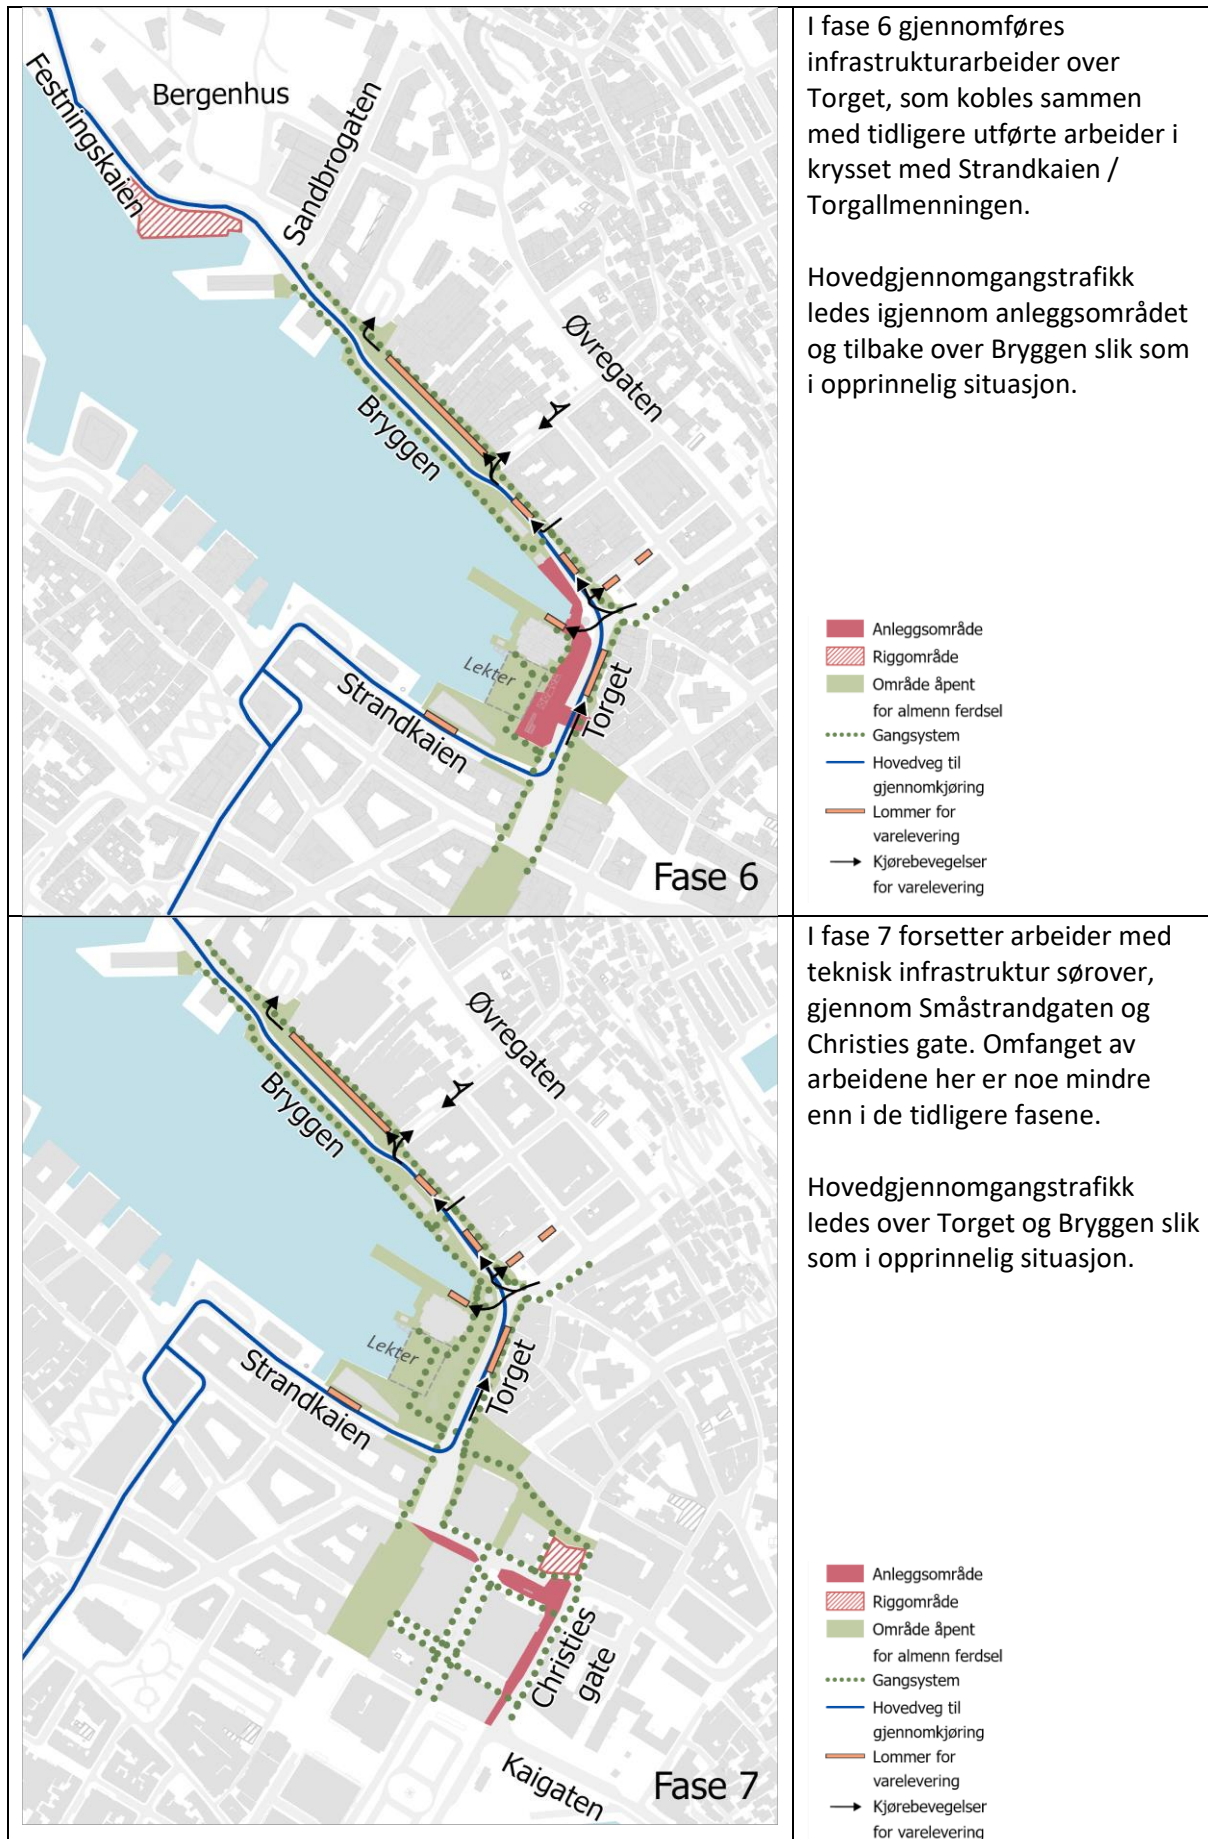 Festningskaien
Bergenhus
Sandbrogaten
Øvregaten
Bryggen
Lekter
Strandkaien
Torget
Fase 6
I fase 6 gjennomføres
infrastrukturarbeider over
Torget, som kobles sammen
med tidligere utførte arbeider i
krysset med Strandkaien /
Torgallmenningen.
Hovedgjennomgangstrafikk
ledes igjennom anleggsområdet
og tilbake over Bryggen slik som
i opprinnelig situasjon.
Anleggsområde
Riggområde
Område åpent
for almenn ferdsel
Gangsystem
Hovedveg til
gjennomkjøring
Lommer for
varelevering
Kjørebevegelser
for varelevering
Øvregaten
Bryggen
Lekter
Strandkaien
Torget
Christies
gate
Kaigaten
Fase 7
I fase 7 forsetter arbeider med
teknisk infrastruktur sørover,
gjennom Småstrandgaten og
Christies gate. Omfanget av
arbeidene her er noe mindre
enn i de tidligere fasene.
Hovedgjennomgangstrafikk
ledes over Torget og Bryggen slik
som i opprinnelig situasjon.
Anleggsområde
Riggområde
Område åpent
for almenn ferdsel
Gangsystem
Hovedveg til
gjennomkjøring
Lommer for
varelevering
Kjørebevegelser
for varelevering